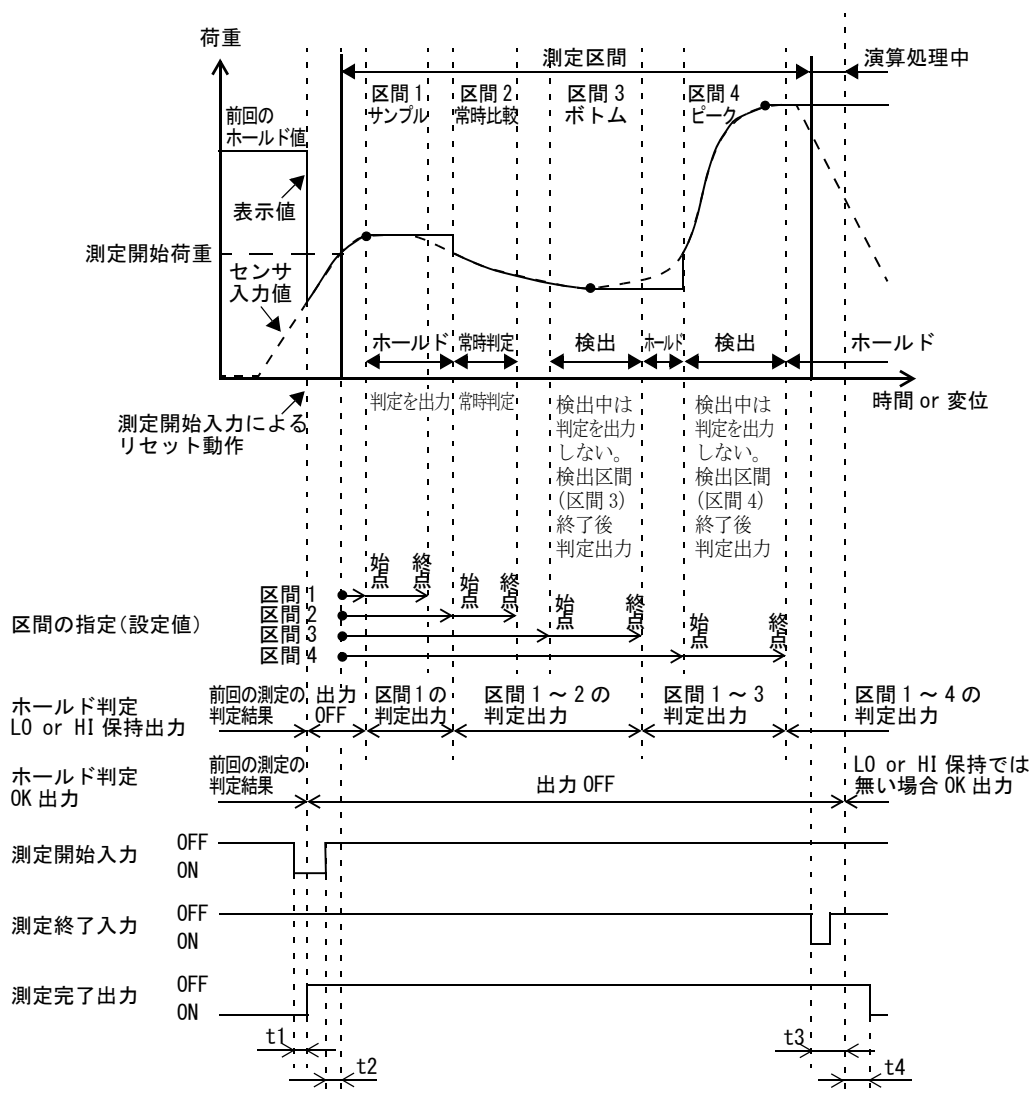 荷重
測定区間
演算処理中
区間 1
サンプル
区間 2
常時比較
区間 3
ボトム
区間 4
ピーク
前回の
ホールド値
表示値
測定開始荷重
センサ
入力値
ホールド
常時判定
検出
ホールド
検出
ホールド
時間 or 変位
測定開始入力による
リセット動作
判定を出力
常時判定
検出中は
判定を出力
しない。
検出区間
(区間 3)
終了後
判定出力
検出中は
判定を出力
しない。
検出区間
(区間 4)
終了後
判定出力
区間の指定(設定値)
区間 1
始点
終点
区間 2
始点
終点
区間 3
始点
終点
区間 4
始点
終点
ホールド判定
LO or HI 保持出力
前回の測定の
判定結果
出力
OFF
区間 1 の
判定出力
区間 1 ～ 2 の
判定出力
区間 1 ～ 3
判定出力
区間 1 ～ 4 の
判定出力
ホールド判定
OK 出力
前回の測定の
判定結果
出力 OFF
LO or HI 保持では
無い場合 OK 出力
測定開始入力
OFF
ON
測定終了入力
OFF
ON
測定完了出力
OFF
ON
t1
t2
t3
t4